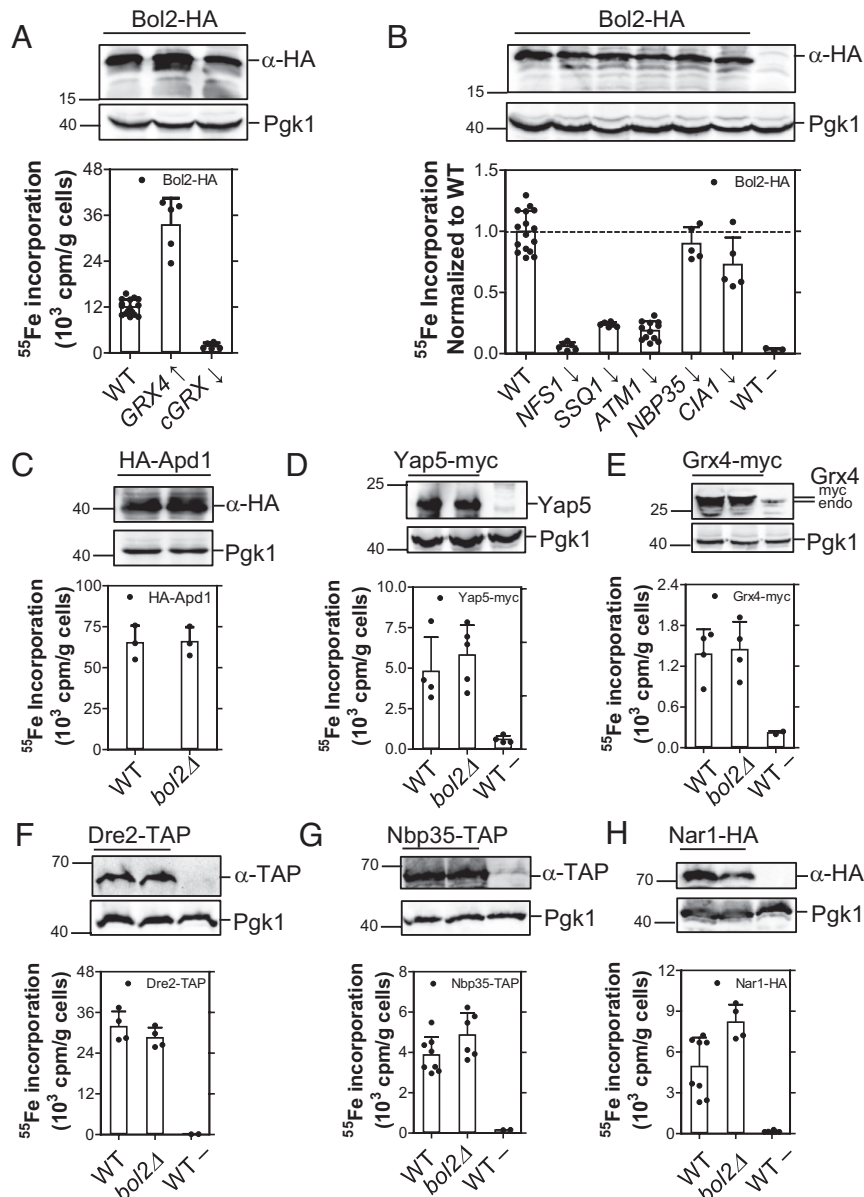 A
Bol2-HA
α-HA
15
40
Pgk1
⁵⁵Fe incorporation
(10³ cpm/g cells)
48
36
24
12
0
Bol2-HA
WT
GRX4↑
cGRX↓
B
Bol2-HA
α-HA
15
40
Pgk1
⁵⁵Fe Incorporation
Normalized to WT
1.5
1.0
0.5
0.0
Bol2-HA
WT
NFS1↓
SSQ1↓
ATM1↓
NBP35↓
CIA1↓
WT –
C
HA-Apd1
40
α-HA
40
Pgk1
⁵⁵Fe Incorporation
(10³ cpm/g cells)
100
75
50
25
0
HA-Apd1
WT
bol2Δ
D
Yap5-myc
25
Yap5
40
Pgk1
⁵⁵Fe incorporation
(10³ cpm/g cells)
10.0
7.5
5.0
2.5
0.0
Yap5-myc
WT
bol2Δ
WT –
E
Grx4-myc
Grx4
myc
endo
25
40
Pgk1
⁵⁵Fe incorporation
(10³ cpm/g cells)
2.4
1.8
1.2
0.6
0.0
Grx4-myc
WT
bol2Δ
WT –
F
Dre2-TAP
70
α-TAP
40
Pgk1
⁵⁵Fe incorporation
(10³ cpm/g cells)
48
36
24
12
0
Dre2-TAP
WT
bol2Δ
WT –
G
Nbp35-TAP
70
α-TAP
40
Pgk1
⁵⁵Fe incorporation
(10³ cpm/g cells)
8
6
4
2
0
Nbp35-TAP
WT
bol2Δ
WT –
H
Nar1-HA
70
α-HA
40
Pgk1
⁵⁵Fe incorporation
(10³ cpm/g cells)
12
9
6
3
0
Nar1-HA
WT
bol2Δ
WT –